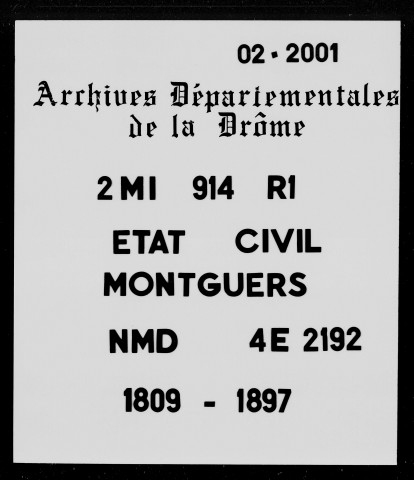 02 • 2001
Archives Départementales
de la Drôme
2 MI 914 R1
ETAT CIVIL
MONTGUERS
NMD 4E 2192
1809 - 1897